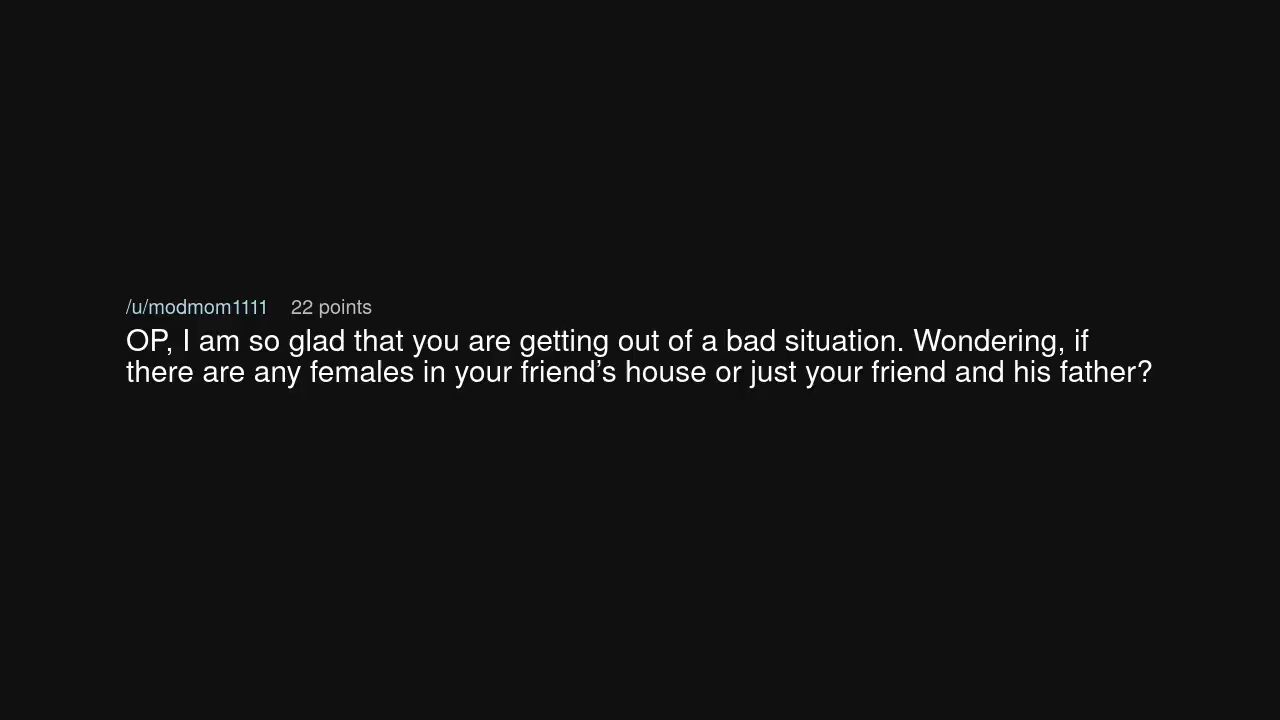 /u/modmom1111 22 points
OP, I am so glad that you are getting out of a bad situation. Wondering, if
there are any females in your friend’s house or just your friend and his father?